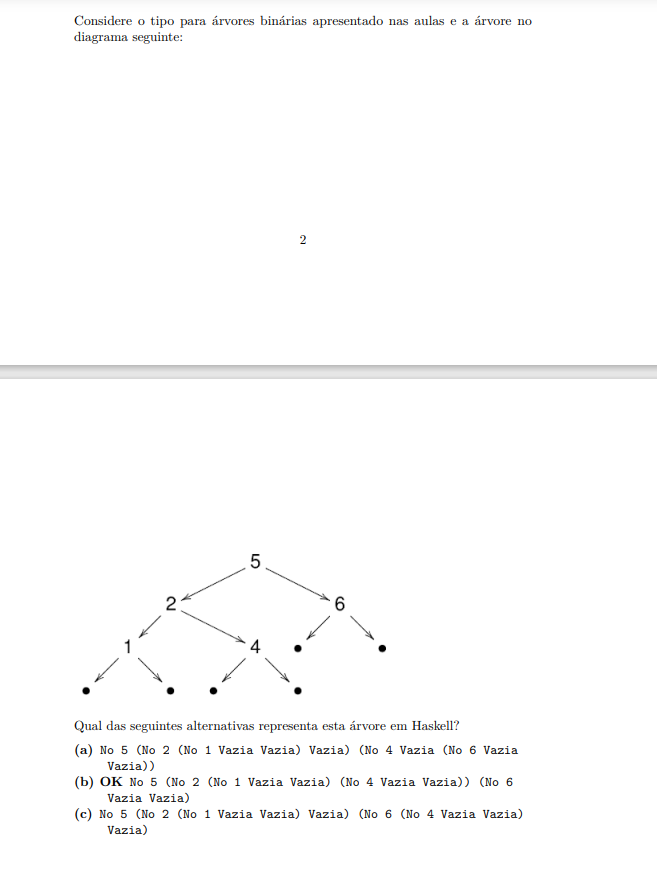 Considere o tipo para árvores binárias apresentado nas aulas e a árvore no
diagrama seguinte:
2
5
2 6
1 4
Qual das seguintes alternativas representa esta árvore em Haskell?
(a) No 5 (No 2 (No 1 Vazia Vazia) Vazia) (No 4 Vazia (No 6 Vazia
Vazia))
(b) OK No 5 (No 2 (No 1 Vazia Vazia) (No 4 Vazia Vazia)) (No 6
Vazia Vazia)
(c) No 5 (No 2 (No 1 Vazia Vazia) Vazia) (No 6 (No 4 Vazia Vazia)
Vazia)